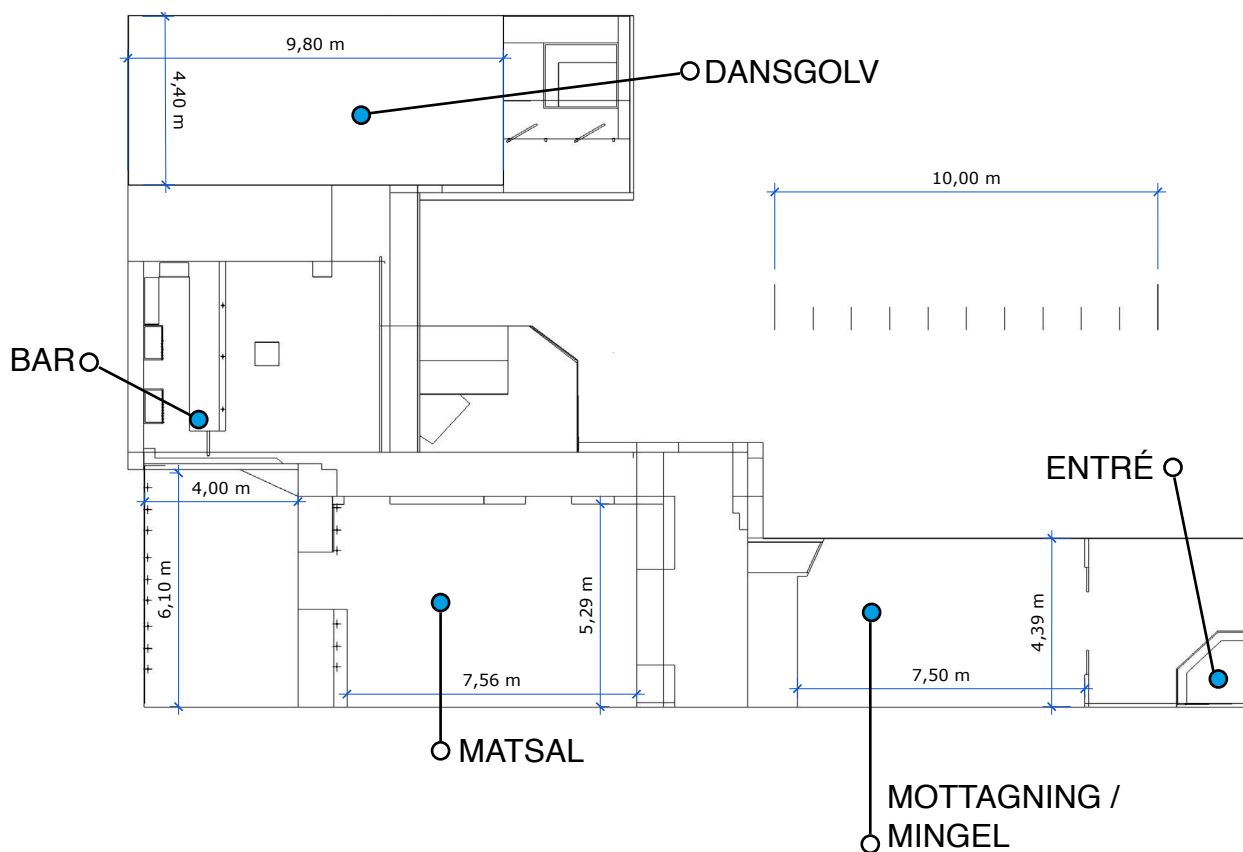 9,80 m
DANSGOLV
4,40 m
10,00 m
BAR
ENTRÉ
4,00 m
6,10 m
5,29 m
4,39 m
7,56 m
7,50 m
MATSAL
MOTTAGNING /
MINGEL